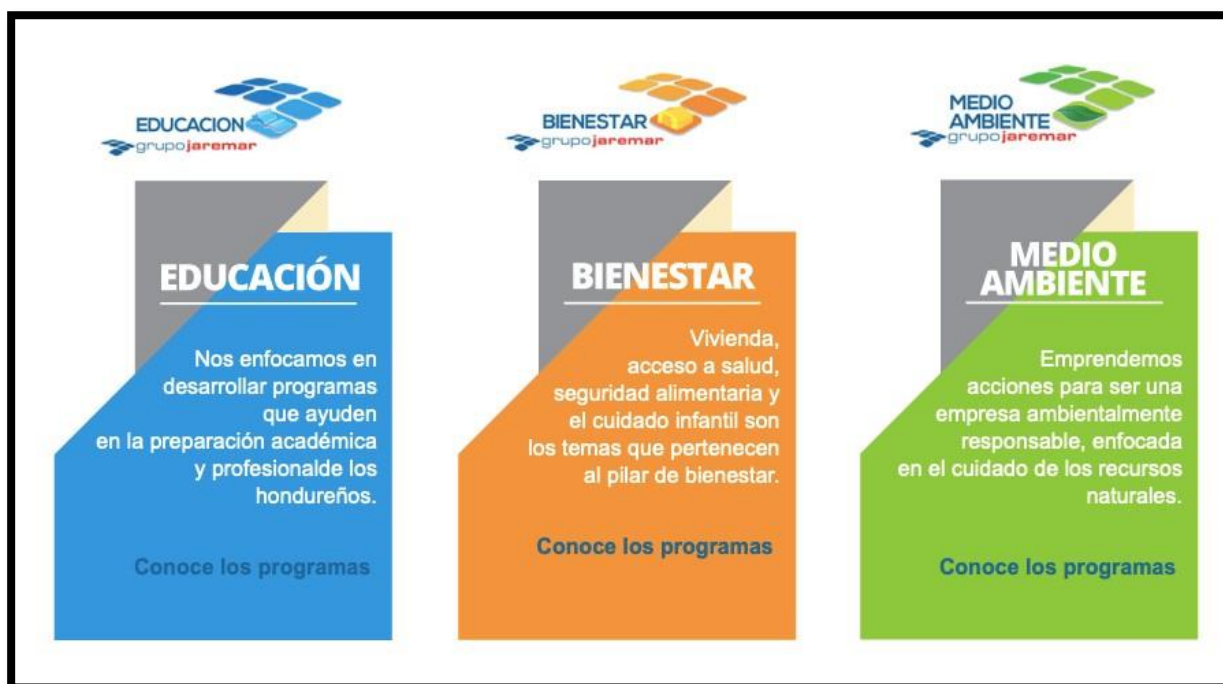 EDUCACION
grupojaremar
EDUCACIÓN
Nos enfocamos en
desarrollar programas
que ayuden
en la preparación académica
y profesionalde los
hondureños.
Conoce los programas
BIENESTAR
grupojaremar
BIENESTAR
Vivienda,
acceso a salud,
seguridad alimentaria y
el cuidado infantil son
los temas que pertenecen
al pilar de bienestar.
Conoce los programas
MEDIO
AMBIENTE
grupojaremar
MEDIO
AMBIENTE
Emprendemos
acciones para ser una
empresa ambientalmente
responsable, enfocada
en el cuidado de los recursos
naturales.
Conoce los programas